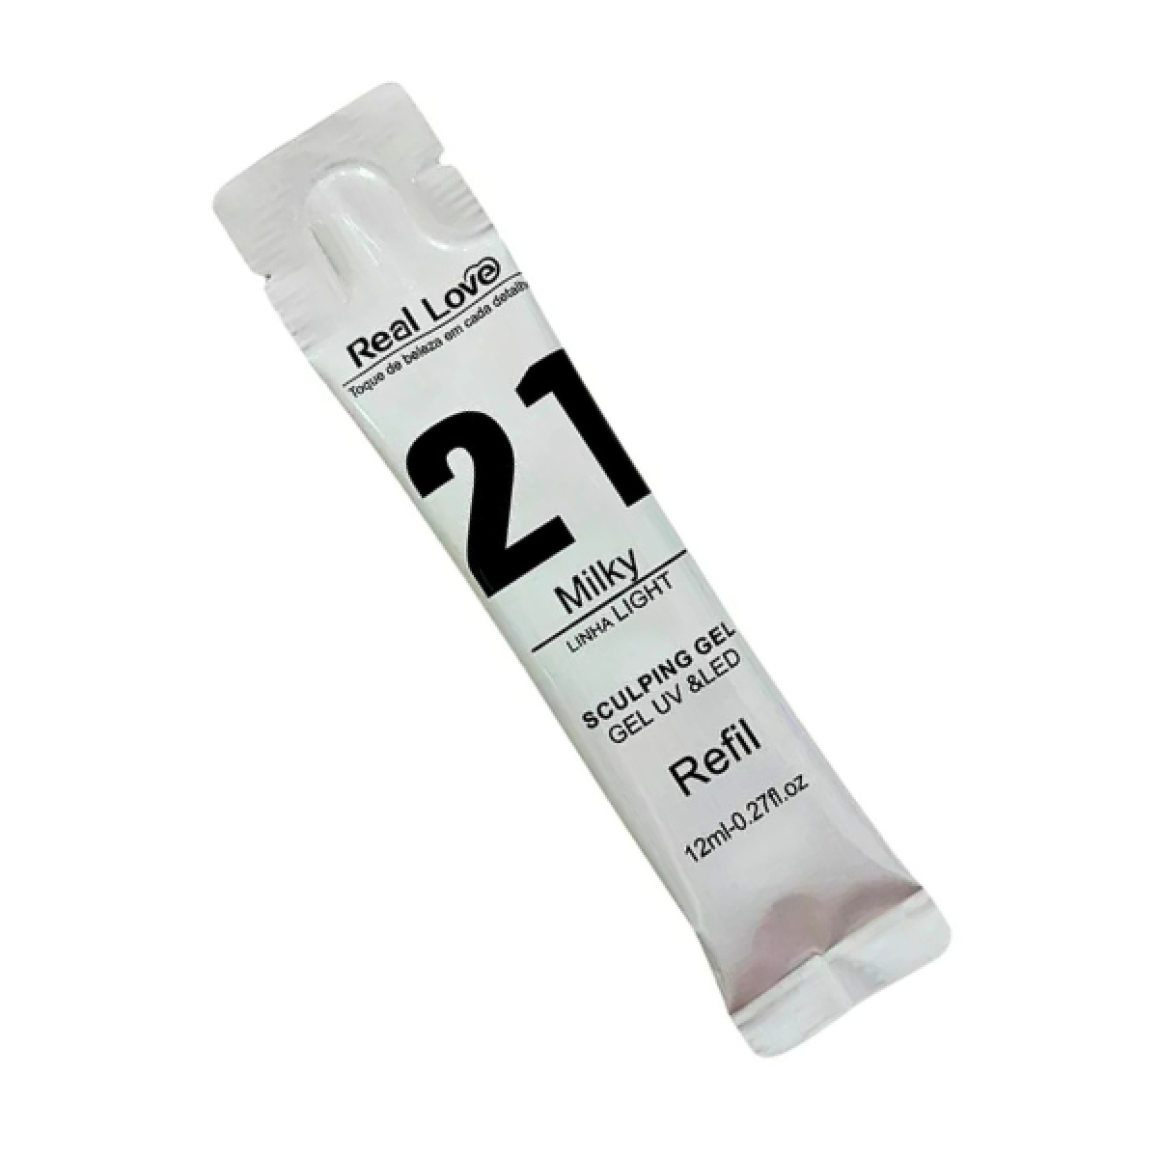 Real Love
Toque de beleza em cada detalhe
21
Milky
LINHA LIGHT
SCULPING GEL
GEL UV &LED
Refil
12ml-0.27fl.oz